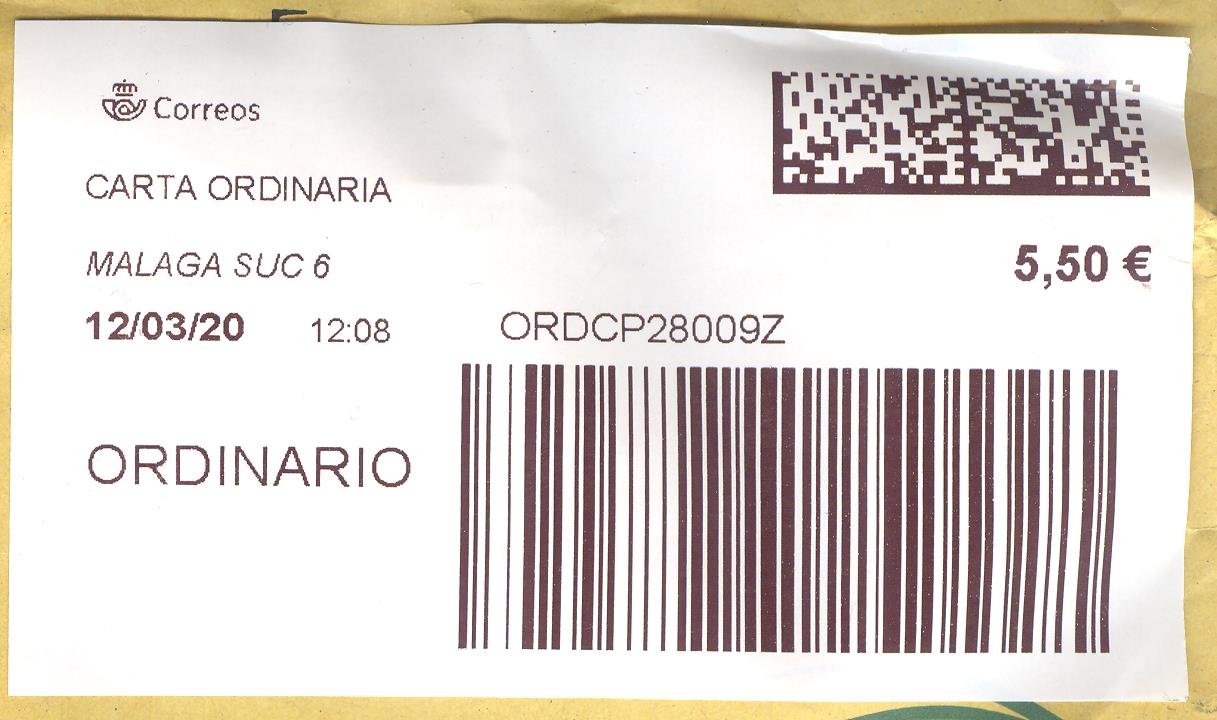 Correos
CARTA ORDINARIA
MALAGA SUC 6
5,50 €
12/03/20 12:08 ORDCP28009Z
ORDINARIO